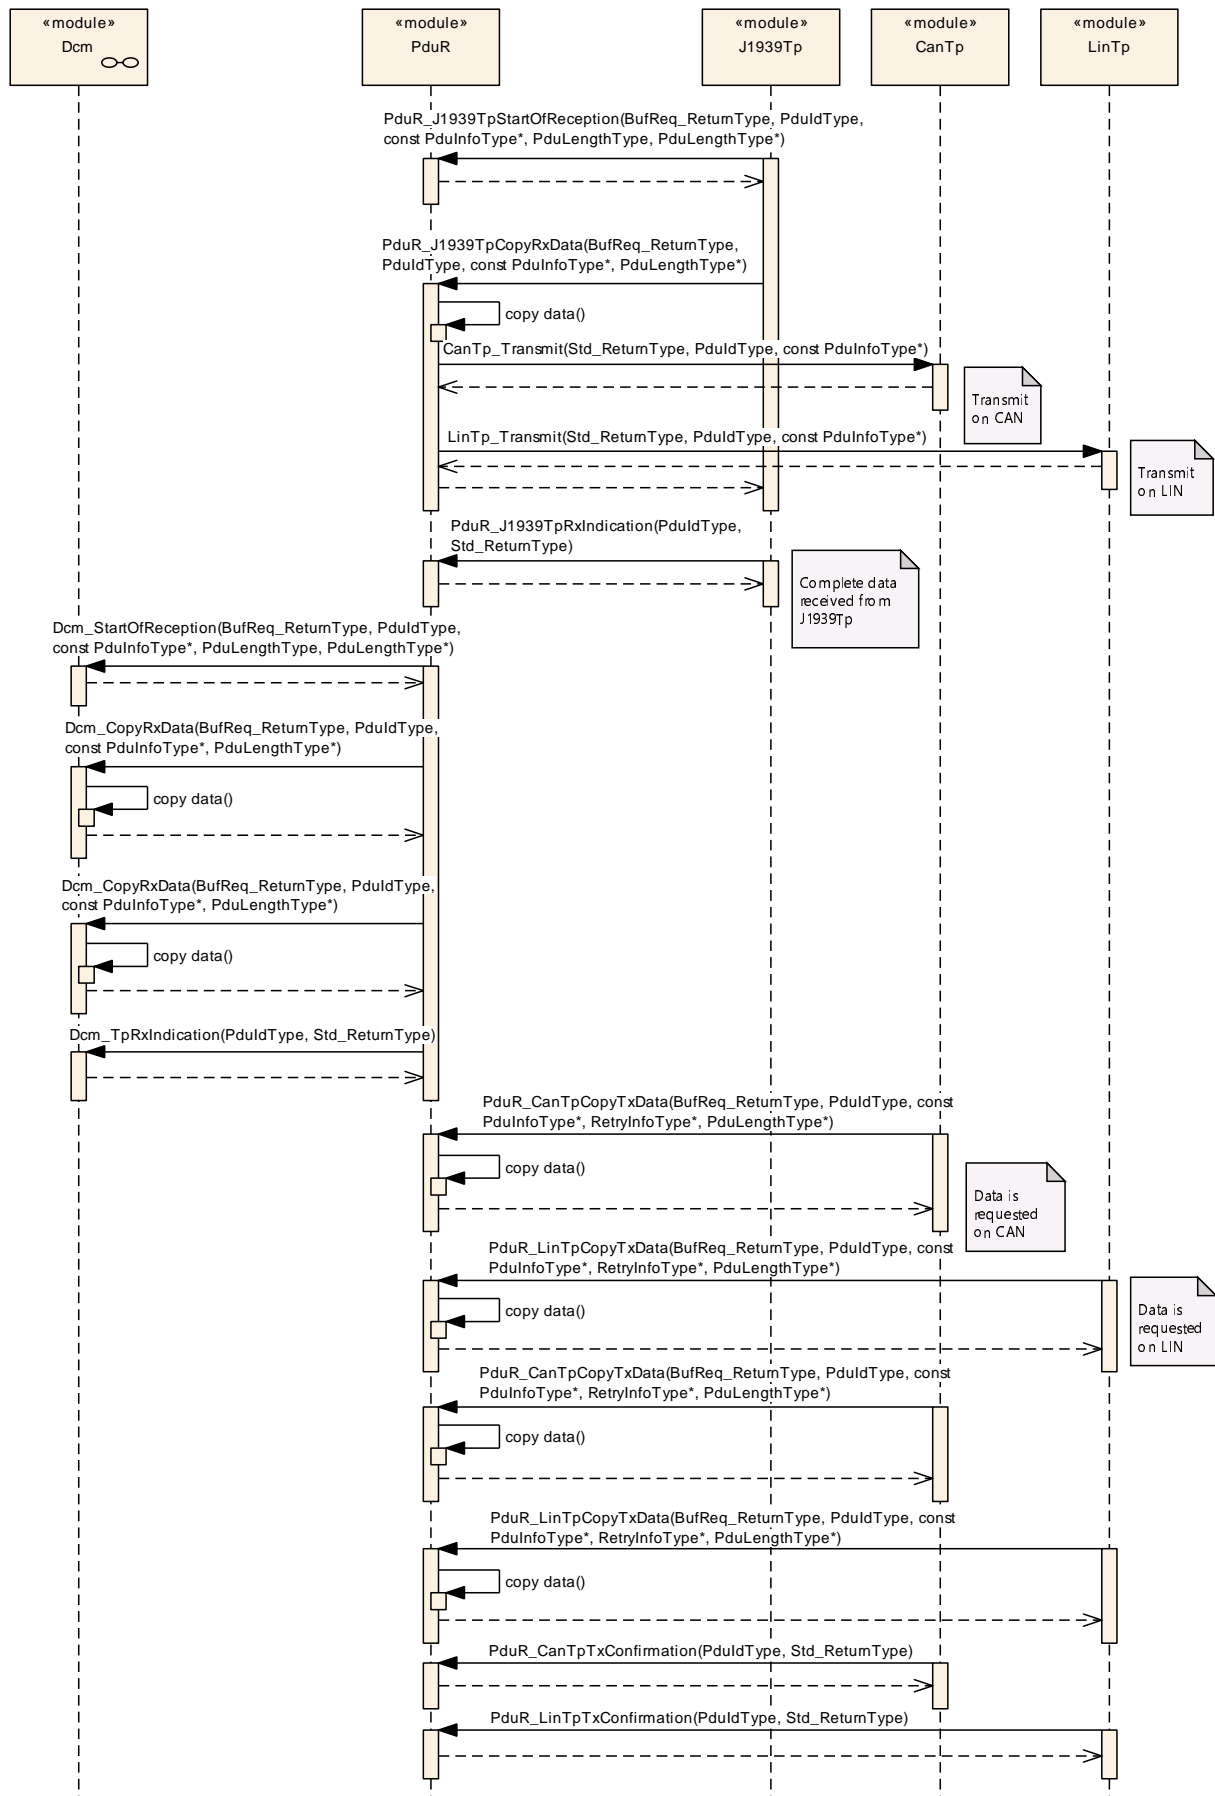 «module»
Dcm
«module»
PduR
«module»
J1939Tp
«module»
CanTp
«module»
LinTp
PduR_J1939TpStartOfReception(BufReq_ReturnType, PduIdType,
const PduInfoType*, PduLengthType, PduLengthType*)
PduR_J1939TpCopyRxData(BufReq_ReturnType,
PduIdType, const PduInfoType*, PduLengthType*)
copy data()
CanTp_Transmit(Std_ReturnType, PduIdType, const PduInfoType*)
Transmit
on CAN
LinTp_Transmit(Std_ReturnType, PduIdType, const PduInfoType*)
Transmit
on LIN
PduR_J1939TpRxIndication(PduIdType,
Std_ReturnType)
Complete data
received from
J1939Tp
Dcm_StartOfReception(BufReq_ReturnType, PduIdType,
const PduInfoType*, PduLengthType, PduLengthType*)
Dcm_CopyRxData(BufReq_ReturnType, PduIdType,
const PduInfoType*, PduLengthType*)
copy data()
Dcm_CopyRxData(BufReq_ReturnType, PduIdType,
const PduInfoType*, PduLengthType*)
copy data()
Dcm_TpRxIndication(PduIdType, Std_ReturnType)
PduR_CanTpCopyTxData(BufReq_ReturnType, PduIdType, const
PduInfoType*, RetryInfoType*, PduLengthType*)
copy data()
Data is
requested
on CAN
PduR_LinTpCopyTxData(BufReq_ReturnType, PduIdType, const
PduInfoType*, RetryInfoType*, PduLengthType*)
copy data()
Data is
requested
on LIN
PduR_CanTpCopyTxData(BufReq_ReturnType, PduIdType, const
PduInfoType*, RetryInfoType*, PduLengthType*)
copy data()
PduR_LinTpCopyTxData(BufReq_ReturnType, PduIdType, const
PduInfoType*, RetryInfoType*, PduLengthType*)
copy data()
PduR_CanTpTxConfirmation(PduIdType, Std_ReturnType)
PduR_LinTpTxConfirmation(PduIdType, Std_ReturnType)